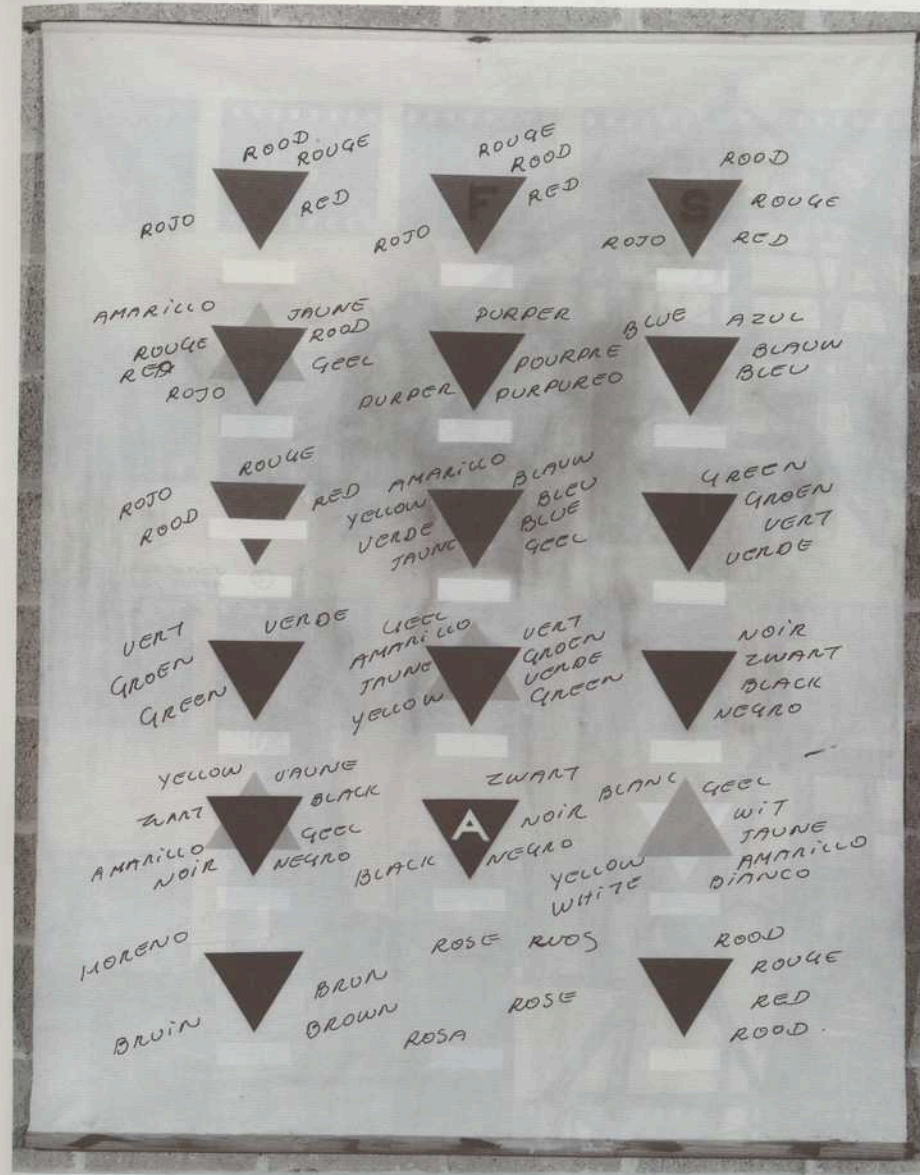 ROOD
ROUGE
ROJO
RED
ROUGE
ROOD
RED
F
ROJO
ROOD
ROUGE
S
ROJO
RED
AMARILLO
JAUNE
ROUGE
ROOD
RED
GEEL
ROJO
PURPER
POURPRE
PURPER
PURPUREO
BLUE
AZUL
BLAUW
BLEU
ROUGE
ROJO
RED
ROOD
AMARILLO
BLAUW
YELLOW
BLEU
VERDE
BLUE
JAUNE
GEEL
GREEN
GROEN
VERT
VERDE
VERT
VERDE
GROEN
GREEN
GEEL
AMARILLO
VERT
JAUNE
GROEN
VERDE
YELLOW
GREEN
NOIR
ZWART
BLACK
NEGRO
YELLOW
JAUNE
ZWART
BLACK
AMARILLO
GEEL
NOIR
NEGRO
ZWART
NOIR
A
BLACK
NEGRO
BLANC
GEEL
WIT
JAUNE
YELLOW
AMARILLO
WHITE
BIANCO
MORENO
BRUN
BRUIN
BROWN
ROSE
ROSE
ROSA
ROOD
ROUGE
RED
ROOD.